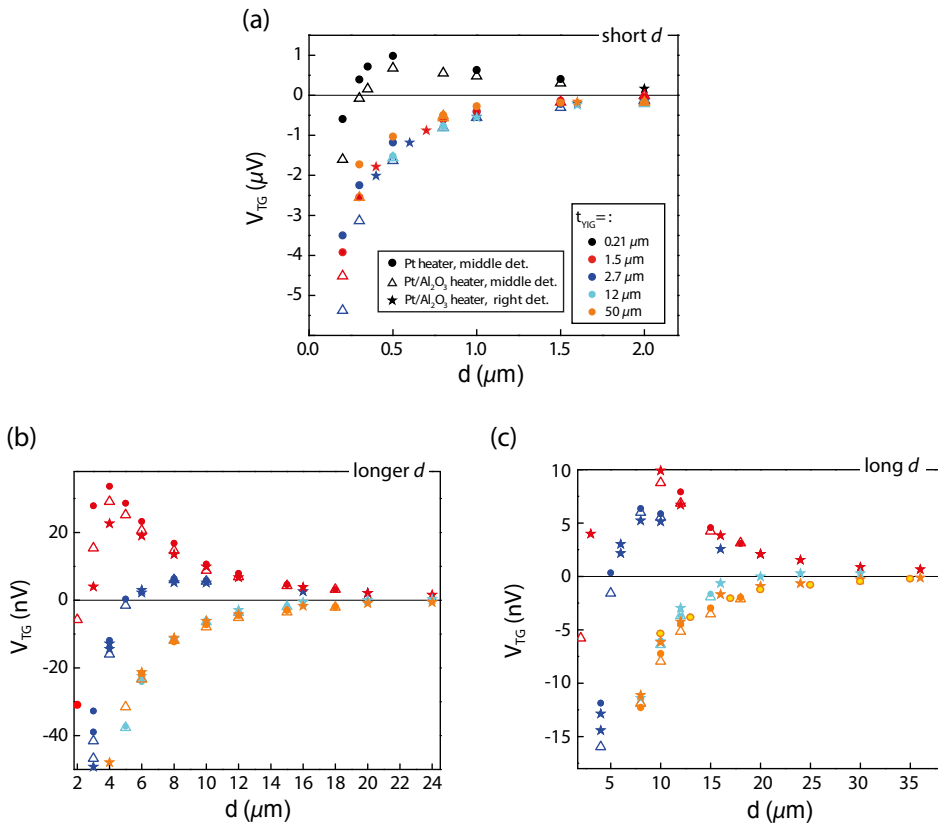 (a)
short d
1
0
-1
-2
-3
-4
-5
V_TG (µV)
Pt heater, middle det.
Pt/Al₂O₃ heater, middle det.
Pt/Al₂O₃ heater, right det.
t_YIG= :
0.21 µm
1.5 µm
2.7 µm
12 µm
50 µm
0.0 0.5 1.0 1.5 2.0
d (µm)
(b)
longer d
20
0
-20
-40
V_TG (nV)
2 4 6 8 10 12 14 16 18 20 22 24
d (µm)
(c)
long d
10
5
0
-5
-10
-15
V_TG (nV)
5 10 15 20 25 30 35
d (µm)